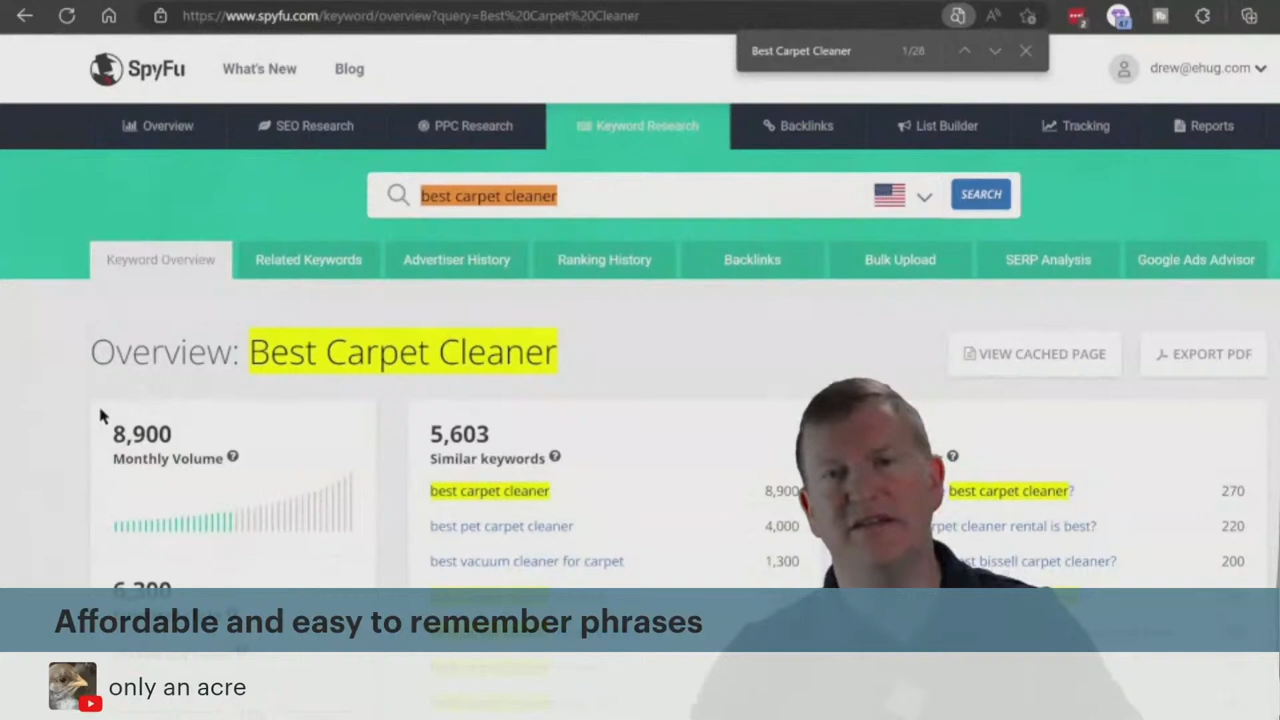 https://www.spyfu.com/keyword/overview?query=Best%20Carpet%20Cleaner
2
47
Best Carpet Cleaner 1/28
SpyFu What's New Blog
drew@ehug.com
Overview SEO Research PPC Research Keyword Research Backlinks List Builder Tracking Reports
best carpet cleaner SEARCH
Keyword Overview Related Keywords Advertiser History Ranking History Backlinks Bulk Upload SERP Analysis Google Ads Advisor
Overview: Best Carpet Cleaner
VIEW CACHED PAGE EXPORT PDF
8,900
Monthly Volume
5,603
Similar keywords
best carpet cleaner 8,900
best carpet cleaner? 270
best pet carpet cleaner 4,000
pet cleaner rental is best? 220
best vacuum cleaner for carpet 1,300
bissell carpet cleaner? 200
6,300
Affordable and easy to remember phrases
only an acre